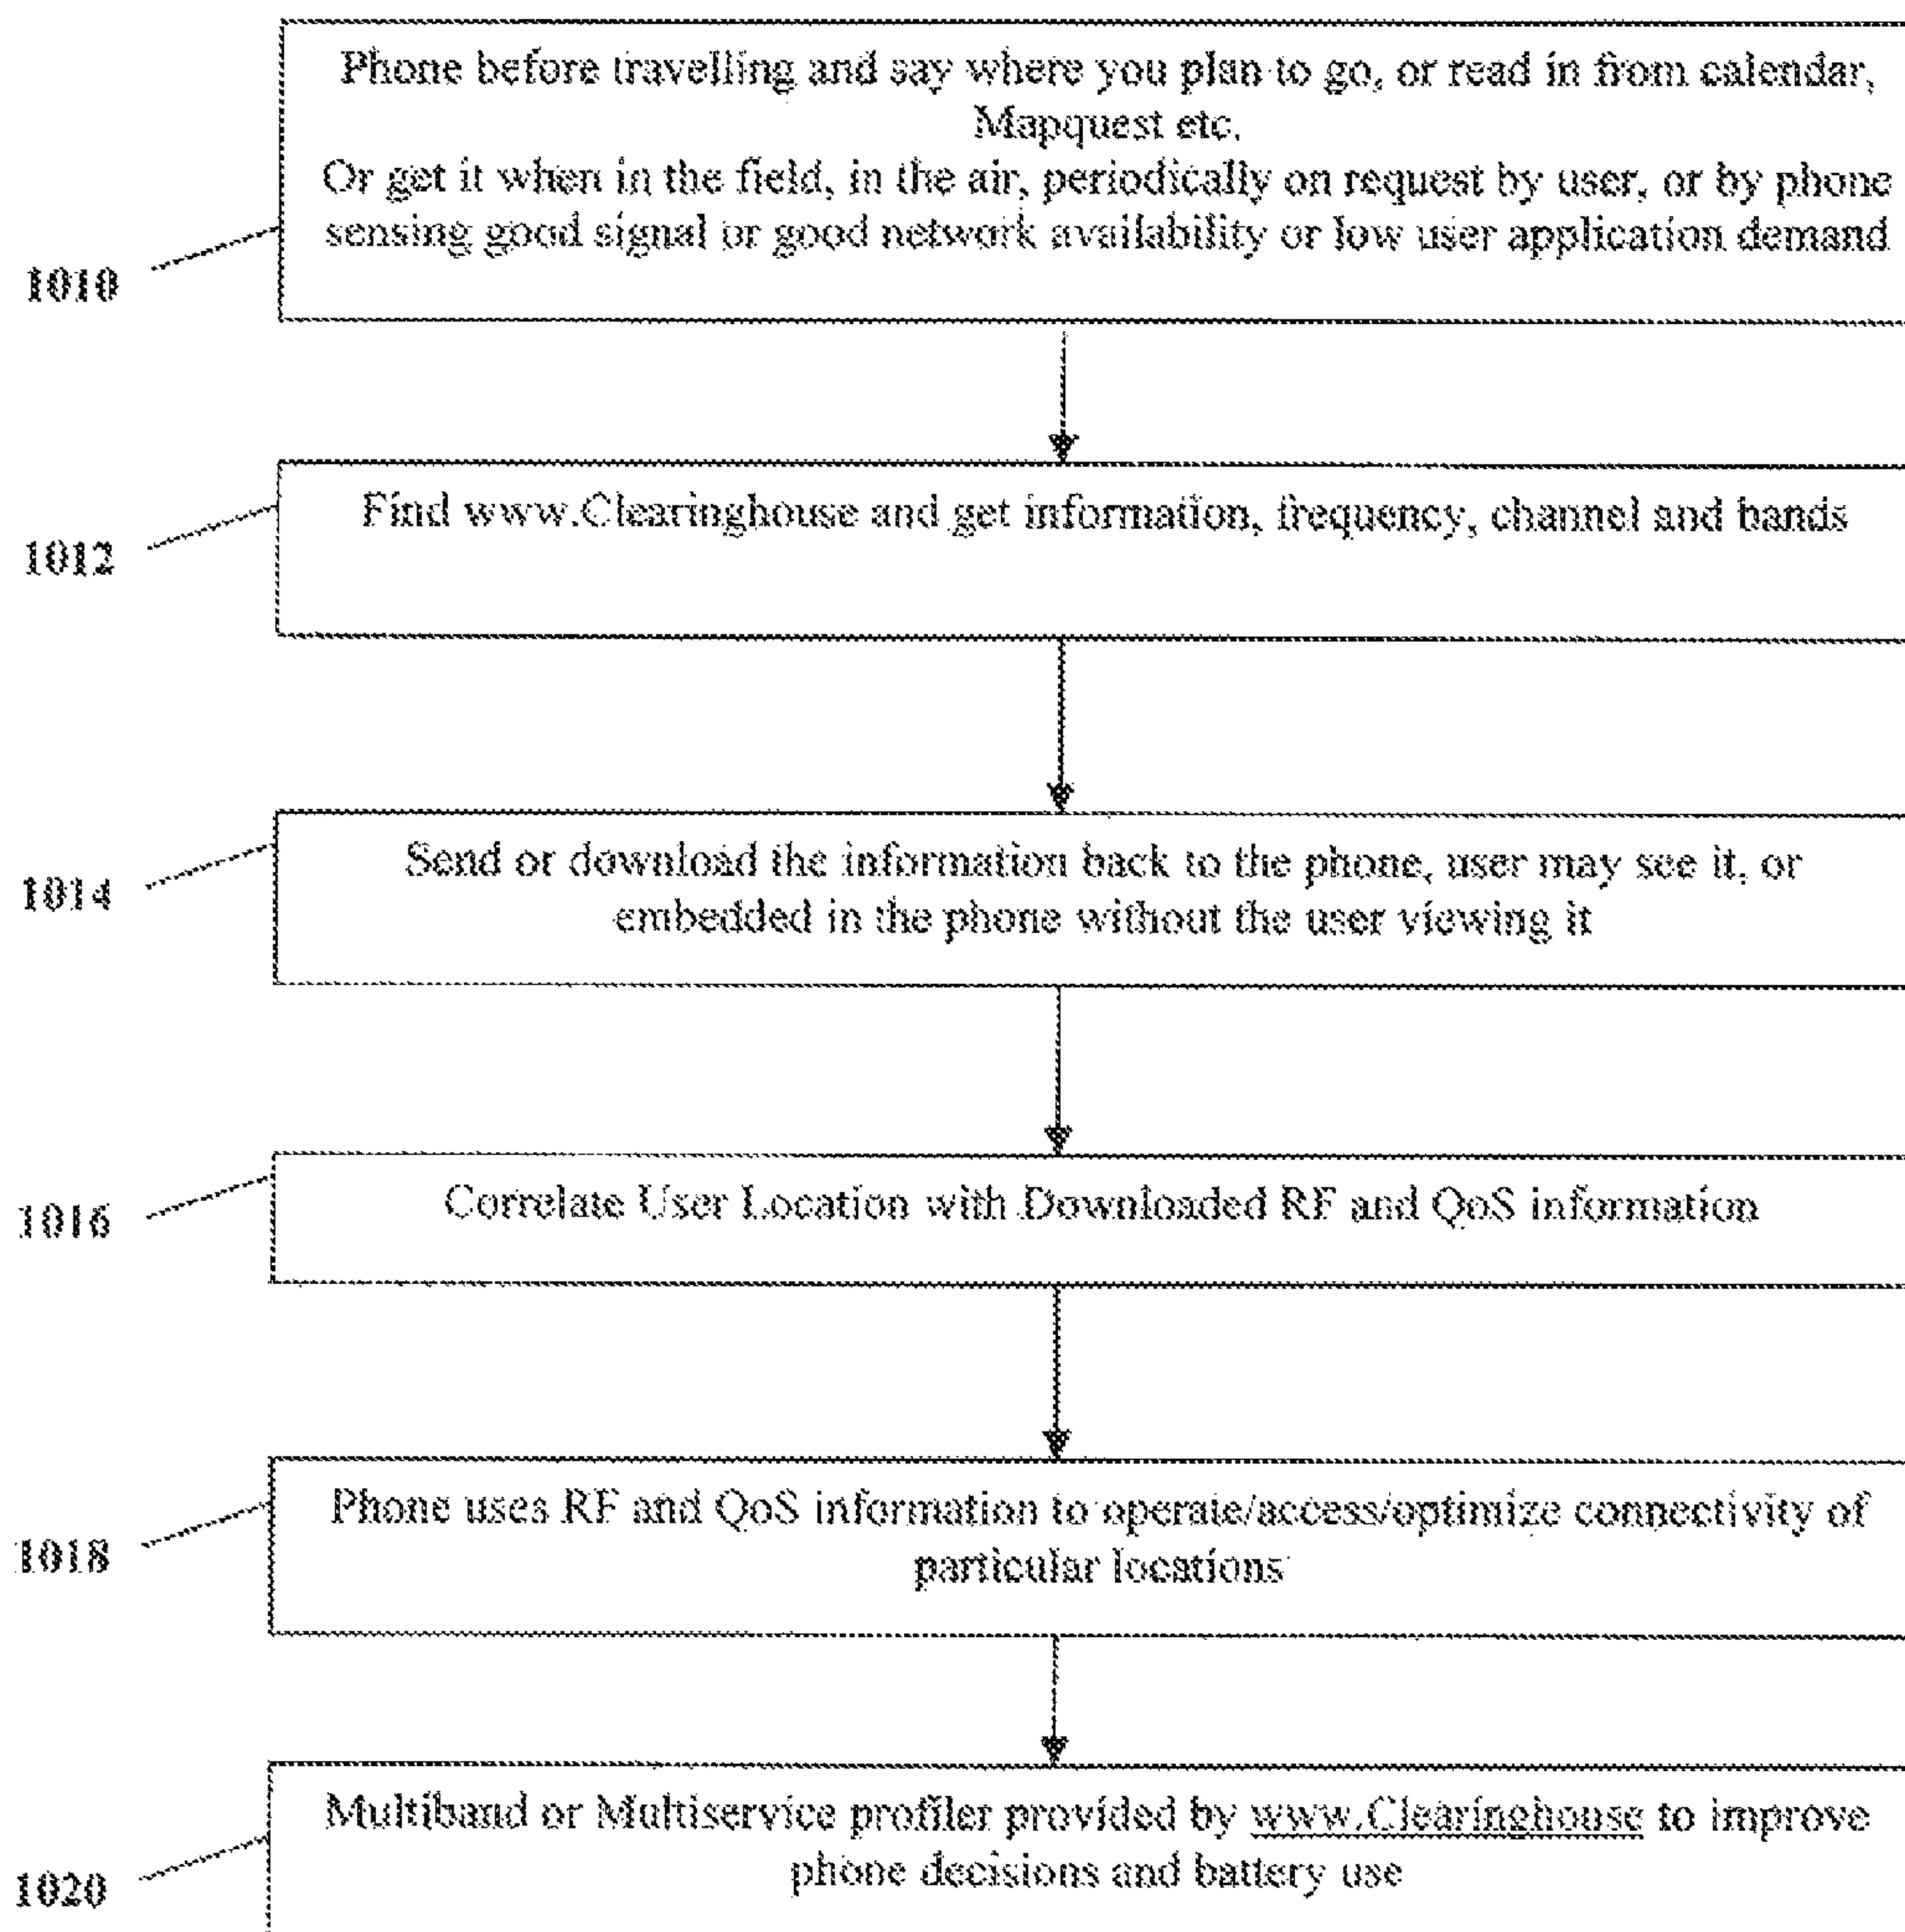 Phone before travelling and say where you plan to go, or read in from calendar,
Mapquest etc.
Or get it when in the field, in the air, periodically on request by user, or by phone
sensing good signal or good network availability or low user application demand
1010
Find www.Clearinghouse and get information, frequency, channel and bands
1012
Send or download the information back to the phone, user may see it, or
embedded in the phone without the user viewing it
1014
Correlate User Location with Downloaded RF and QoS information
1016
Phone uses RF and QoS information to operate/access/optimize connectivity of
particular locations
1018
Multiband or Multiservice profiler provided by www.Clearinghouse to improve
phone decisions and battery use
1020